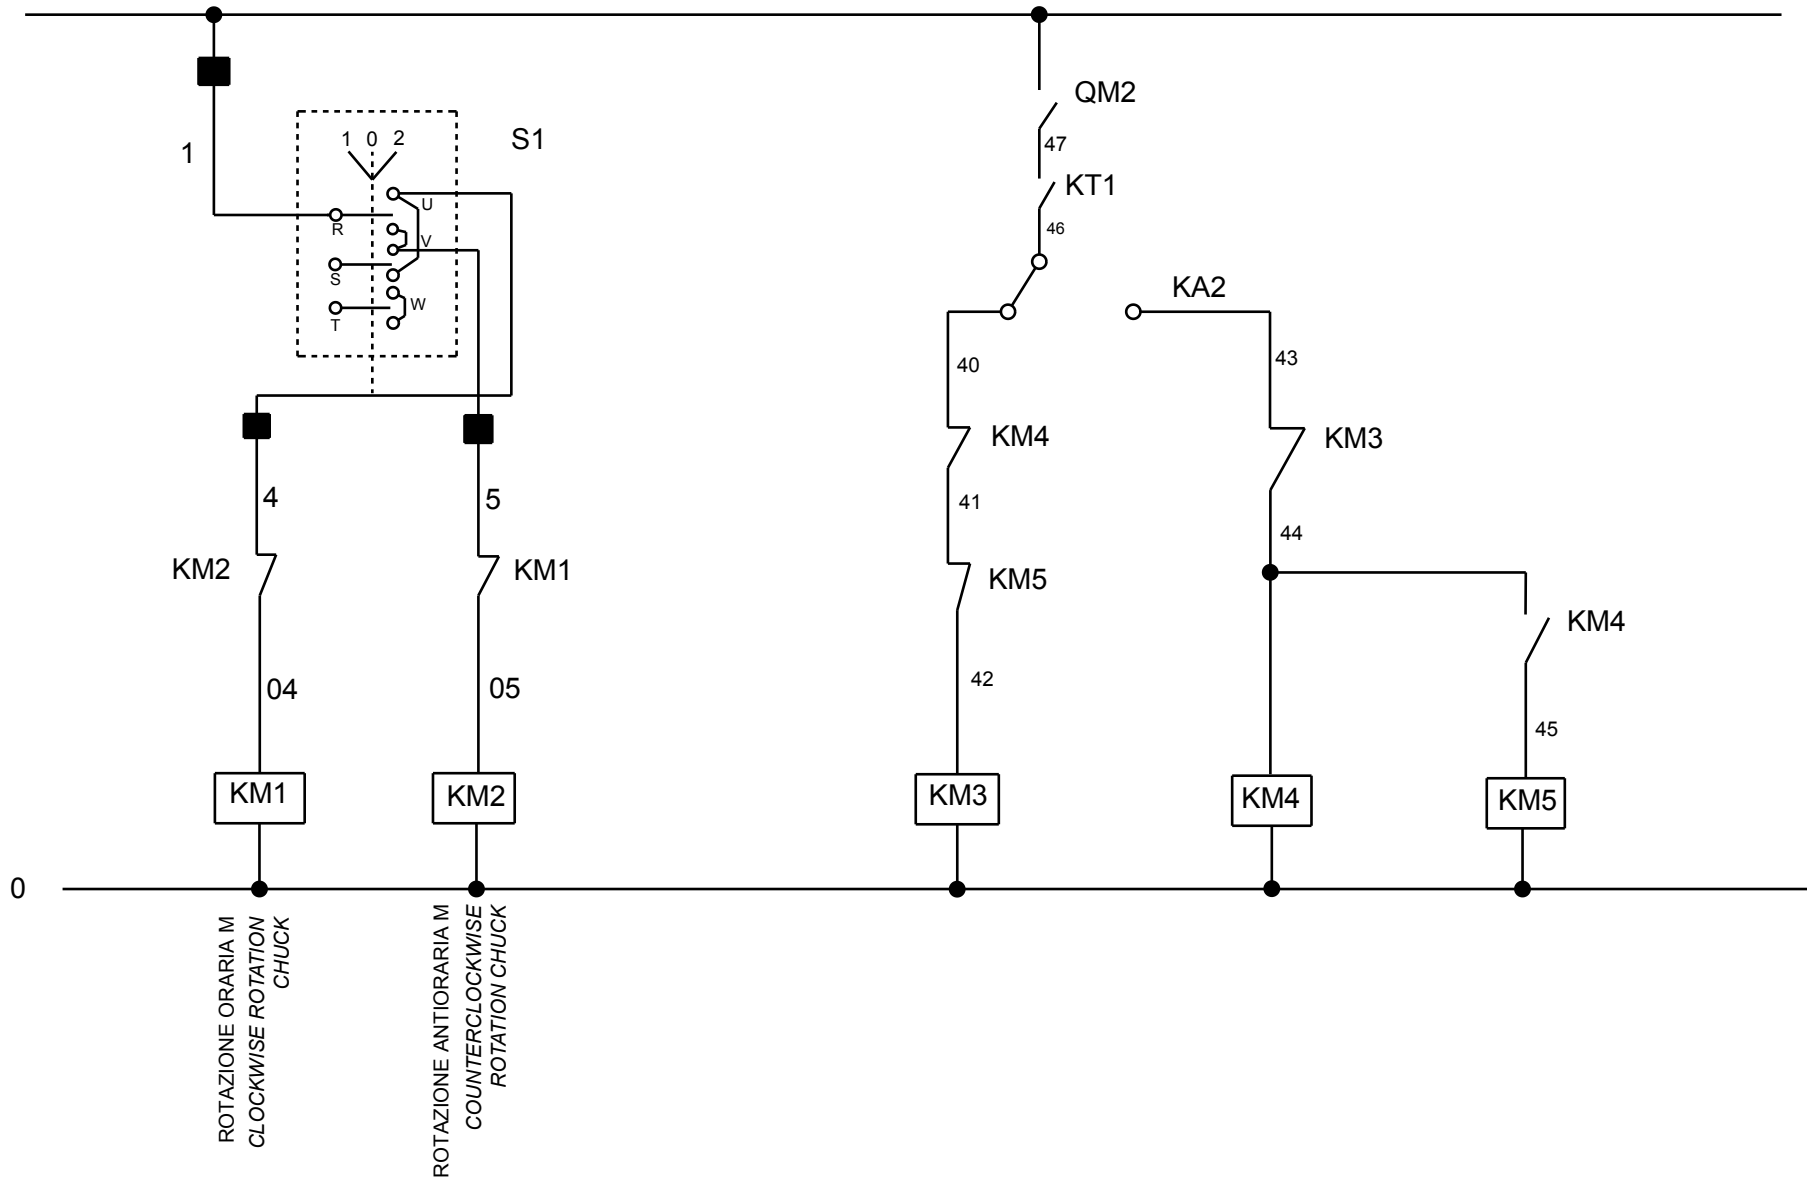 QM2
1 0 2
S1
1
47
KT1
U
R
46
V
S
KA2
W
T
40
43
KM4
KM3
4
5
41
44
KM2
KM1
KM5
KM4
42
04
05
45
KM1
KM2
KM3
KM4
KM5
0
ROTAZIONE ORARIA M
CLOCKWISE ROTATION
CHUCK
ROTAZIONE ANTIORARIA M
COUNTERCLOCKWISE
ROTATION CHUCK